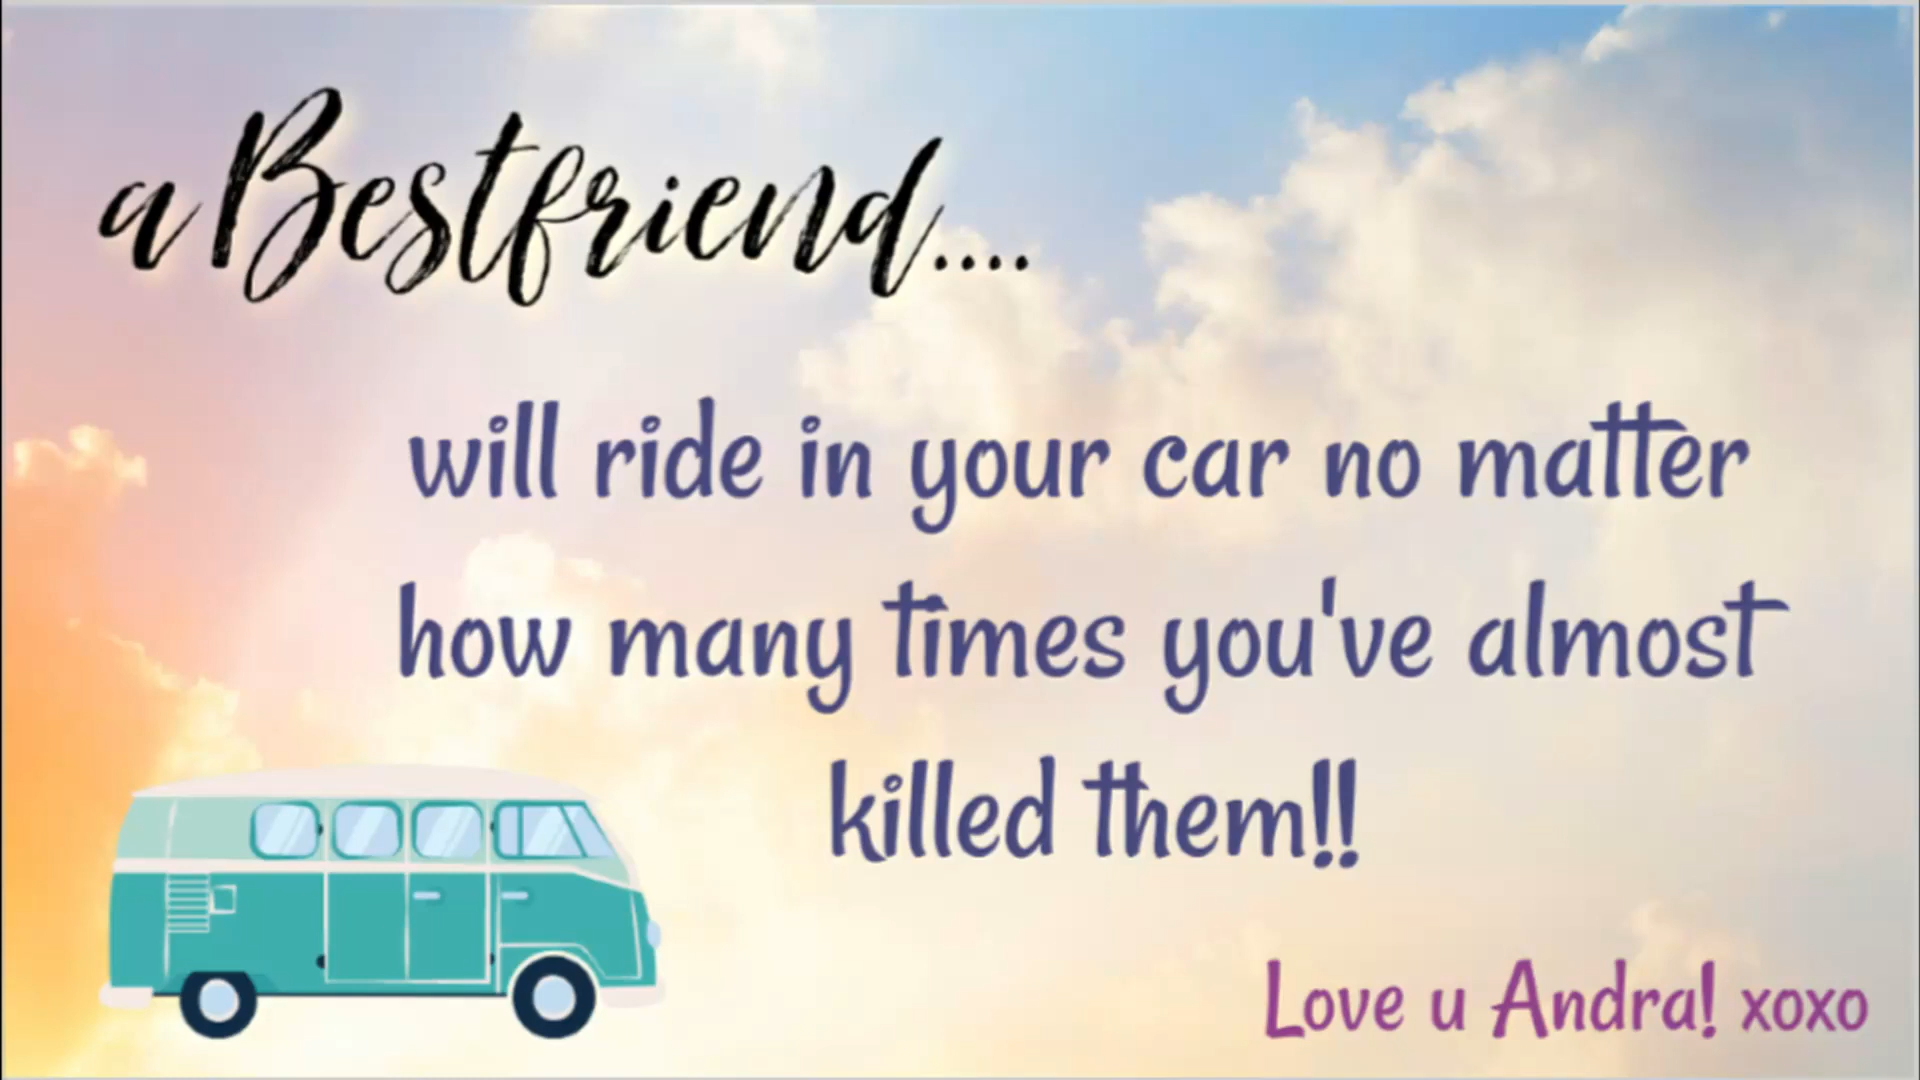 a Bestfriend....
will ride in your car no matter
how many times you've almost
killed them!!
Love u Andra! xoxo